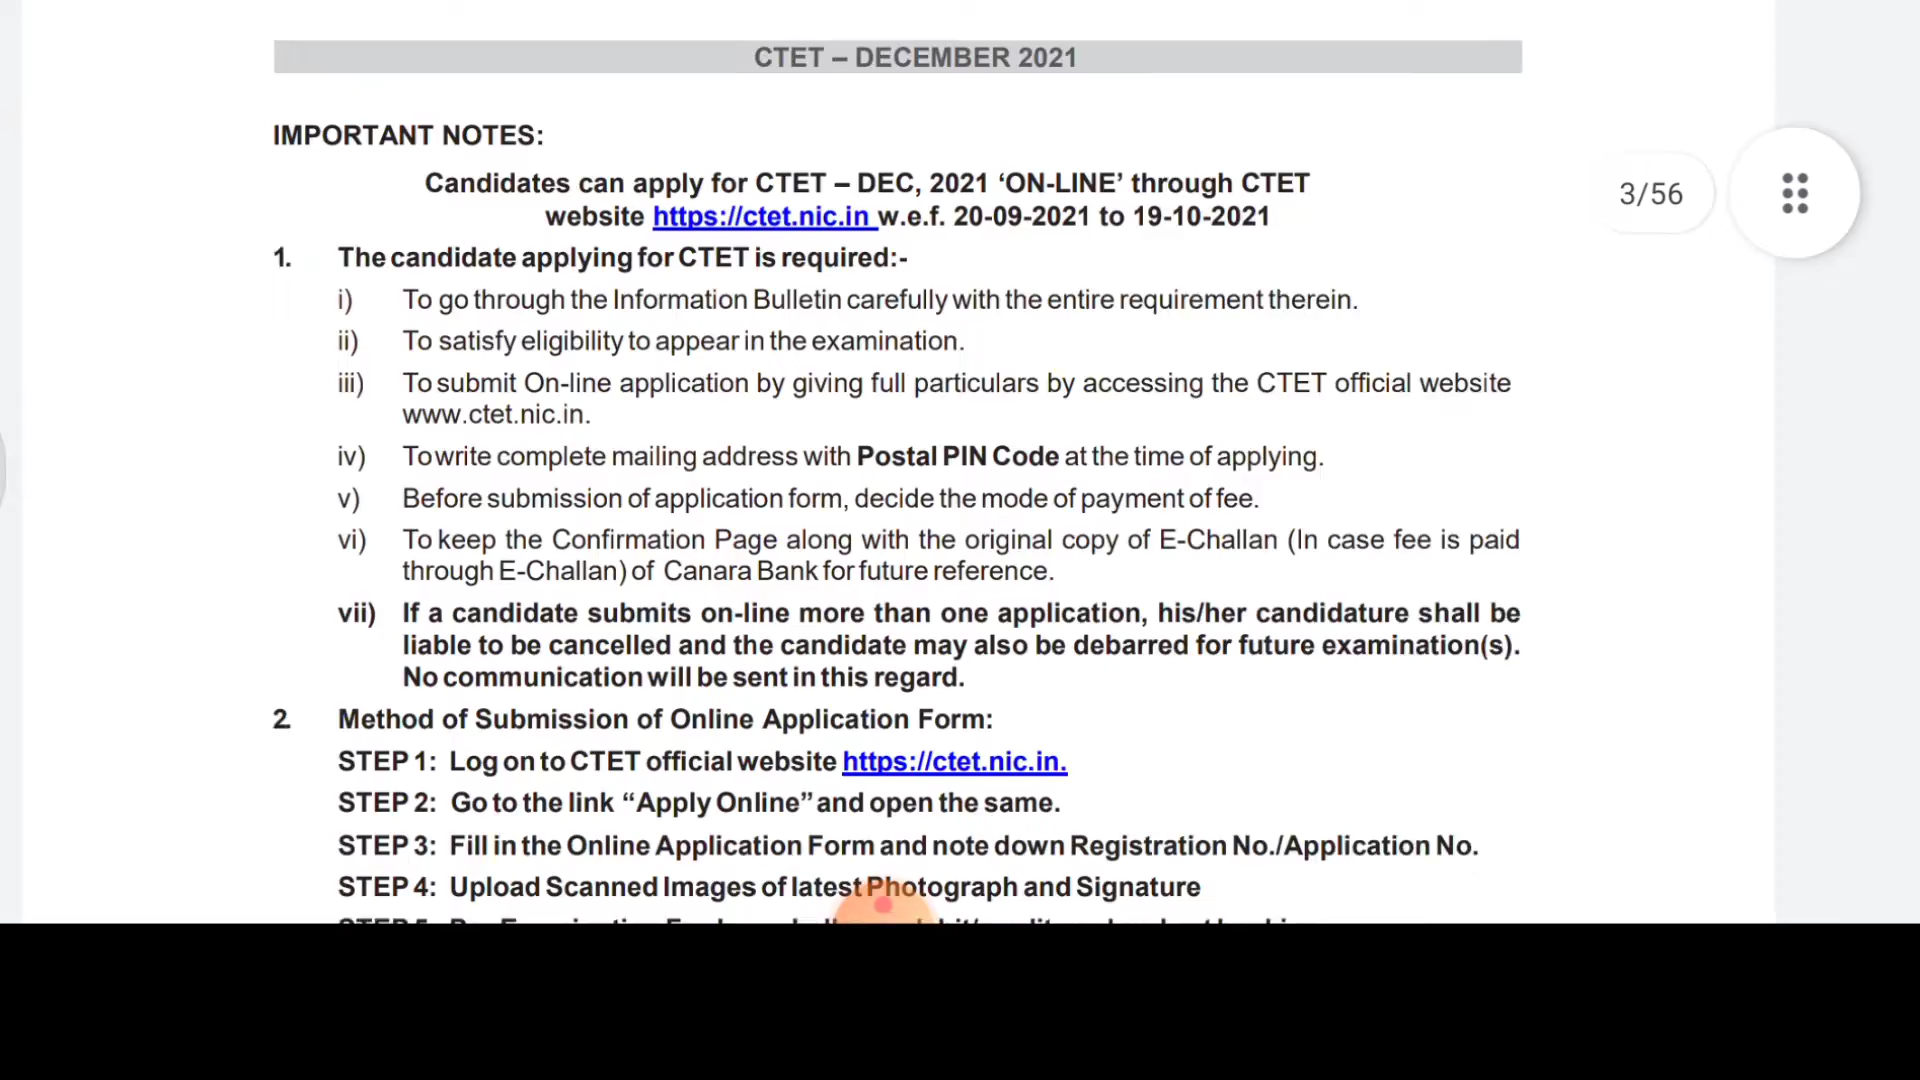 CTET – DECEMBER 2021
IMPORTANT NOTES:
Candidates can apply for CTET – DEC, 2021 ‘ON-LINE’ through CTET
website https://ctet.nic.in w.e.f. 20-09-2021 to 19-10-2021
3/56
1. The candidate applying for CTET is required:-
i) To go through the Information Bulletin carefully with the entire requirement therein.
ii) To satisfy eligibility to appear in the examination.
iii) To submit On-line application by giving full particulars by accessing the CTET official website
www.ctet.nic.in.
iv) To write complete mailing address with Postal PIN Code at the time of applying.
v) Before submission of application form, decide the mode of payment of fee.
vi) To keep the Confirmation Page along with the original copy of E-Challan (In case fee is paid
through E-Challan) of Canara Bank for future reference.
vii) If a candidate submits on-line more than one application, his/her candidature shall be
liable to be cancelled and the candidate may also be debarred for future examination(s).
No communication will be sent in this regard.
2. Method of Submission of Online Application Form:
STEP 1: Log on to CTET official website https://ctet.nic.in.
STEP 2: Go to the link “Apply Online” and open the same.
STEP 3: Fill in the Online Application Form and note down Registration No./Application No.
STEP 4: Upload Scanned Images of latest Photograph and Signature